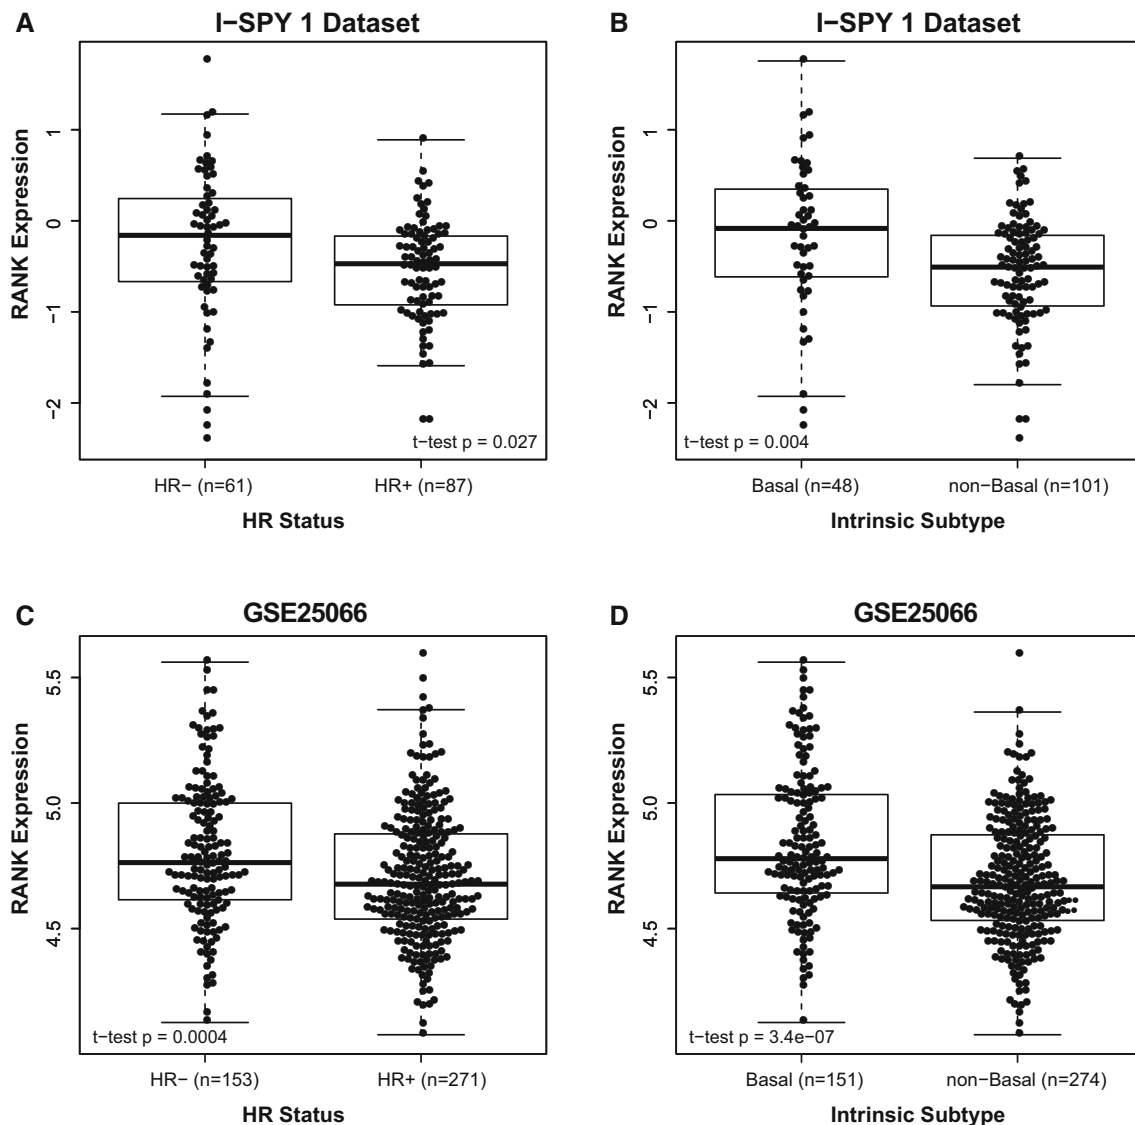 A
I−SPY 1 Dataset
RANK Expression
1
0
−1
−2
t−test p = 0.027
HR− (n=61)
HR+ (n=87)
HR Status
B
I−SPY 1 Dataset
RANK Expression
1
0
−1
−2
t−test p = 0.004
Basal (n=48)
non−Basal (n=101)
Intrinsic Subtype
C
GSE25066
RANK Expression
5.5
5.0
4.5
t−test p = 0.0004
HR− (n=153)
HR+ (n=271)
HR Status
D
GSE25066
RANK Expression
5.5
5.0
4.5
t−test p = 3.4e−07
Basal (n=151)
non−Basal (n=274)
Intrinsic Subtype